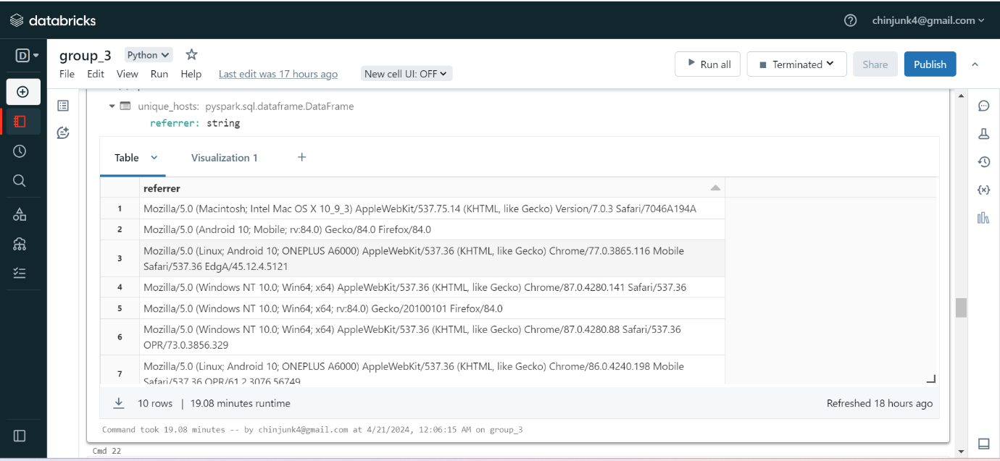 databricks
chinjunk4@gmail.com
D
group_3 Python
File Edit View Run Help Last edit was 17 hours ago New cell UI: OFF
Run all Terminated Share Publish
unique_hosts: pyspark.sql.dataframe.DataFrame
referrer: string
Table Visualization 1 +
referrer
1 Mozilla/5.0 (Macintosh; Intel Mac OS X 10_9_3) AppleWebKit/537.75.14 (KHTML, like Gecko) Version/7.0.3 Safari/7046A194A
2 Mozilla/5.0 (Android 10; Mobile; rv:84.0) Gecko/84.0 Firefox/84.0
3 Mozilla/5.0 (Linux; Android 10; ONEPLUS A6000) AppleWebKit/537.36 (KHTML, like Gecko) Chrome/77.0.3865.116 Mobile
Safari/537.36 EdgA/45.12.4.5121
4 Mozilla/5.0 (Windows NT 10.0; Win64; x64) AppleWebKit/537.36 (KHTML, like Gecko) Chrome/87.0.4280.141 Safari/537.36
5 Mozilla/5.0 (Windows NT 10.0; Win64; x64; rv:84.0) Gecko/20100101 Firefox/84.0
6 Mozilla/5.0 (Windows NT 10.0; Win64; x64) AppleWebKit/537.36 (KHTML, like Gecko) Chrome/87.0.4280.88 Safari/537.36
OPR/73.0.3856.329
7 Mozilla/5.0 (Linux; Android 10; ONEPLUS A6000) AppleWebKit/537.36 (KHTML, like Gecko) Chrome/86.0.4240.198 Mobile
Safari/537.36 OPR/61.2.3076.56749
10 rows | 19.08 minutes runtime
Refreshed 18 hours ago
Command took 19.08 minutes -- by chinjunk4@gmail.com at 4/21/2024, 12:06:15 AM on group_3
Cmd 22